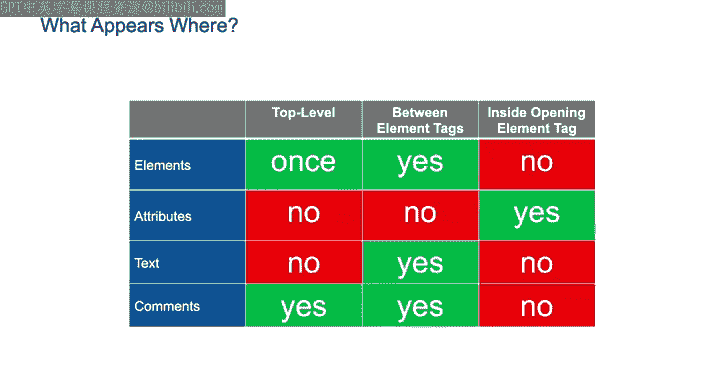 What Appears Where?
Top-Level
Between
Element Tags
Inside Opening
Element Tag
Elements
once
yes
no
Attributes
no
no
yes
Text
no
yes
no
Comments
yes
yes
no